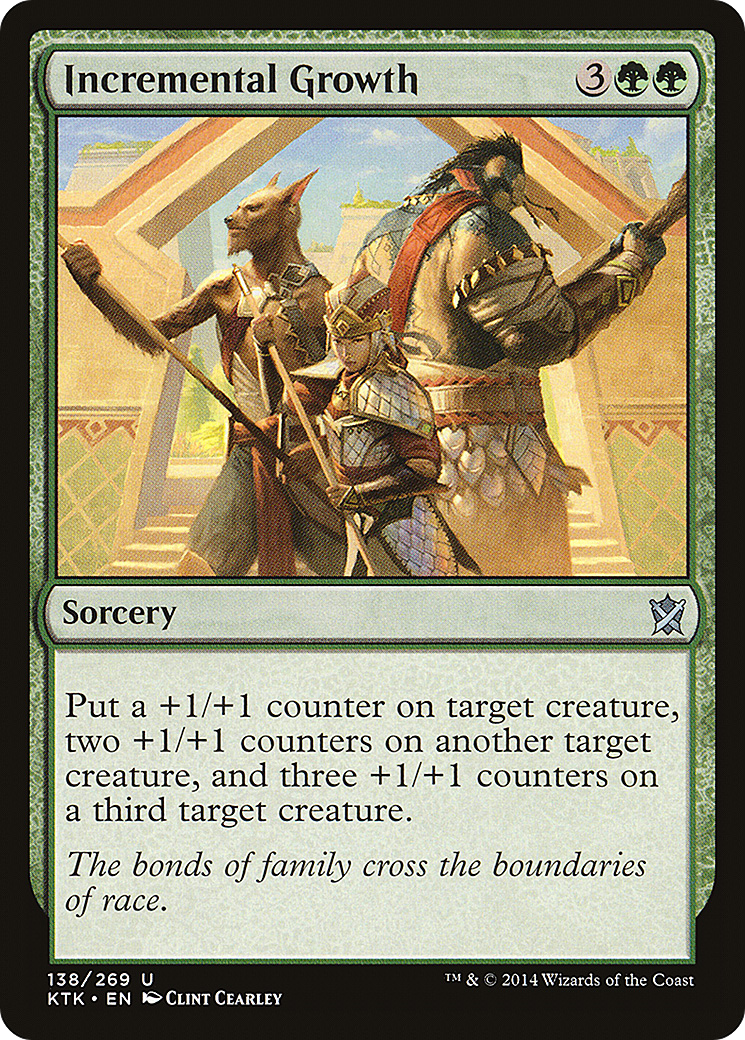 Incremental Growth 3
Sorcery
Put a +1/+1 counter on target creature,
two +1/+1 counters on another target
creature, and three +1/+1 counters on
a third target creature.
The bonds of family cross the boundaries
of race.
138/269 U
™ & © 2014 Wizards of the Coast
KTK • EN Clint Cearley